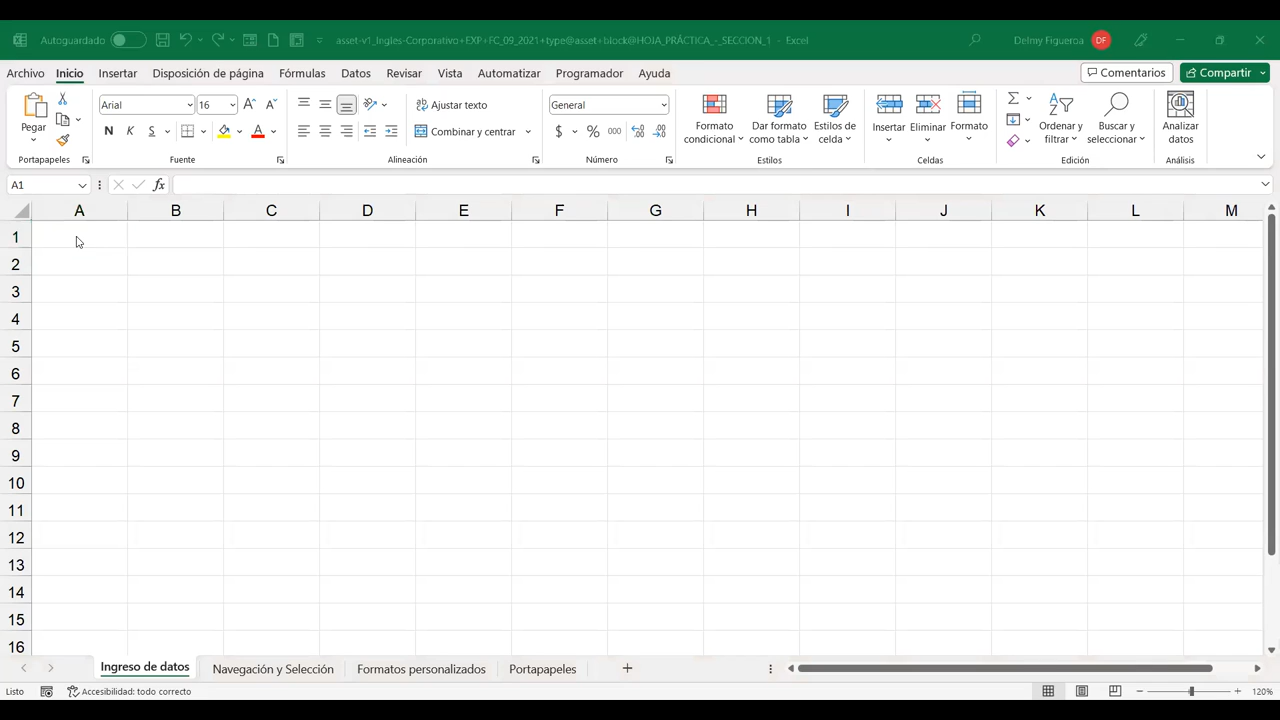 Autoguardado
asset-v1_Ingles-Corporativo+EXP+FC_09_2021+type@asset+block@HOJA_PRÁCTICA_-_SECCION_1 - Excel
Delmy Figueroa DF
Archivo Inicio Insertar Disposición de página Fórmulas Datos Revisar Vista Automatizar Programador Ayuda
Comentarios Compartir
Pegar
Portapapeles
Arial 16
N K S
Fuente
Ajustar texto
Combinar y centrar
Alineación
General
$ % 000
Número
Formato condicional
Dar formato como tabla
Estilos de celda
Estilos
Insertar Eliminar Formato
Celdas
Ordenar y filtrar
Buscar y seleccionar
Edición
Analizar datos
Análisis
A1 fx
A B C D E F G H I J K L M
1
2
3
4
5
6
7
8
9
10
11
12
13
14
15
16
Ingreso de datos Navegación y Selección Formatos personalizados Portapapeles
Listo Accesibilidad: todo correcto 120%